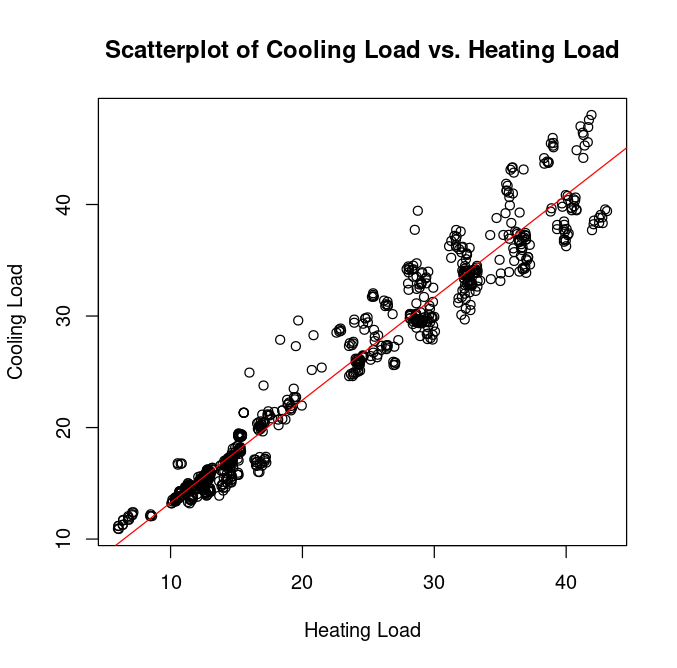 Scatterplot of Cooling Load vs. Heating Load
Cooling Load
40
30
20
10
10 20 30 40
Heating Load